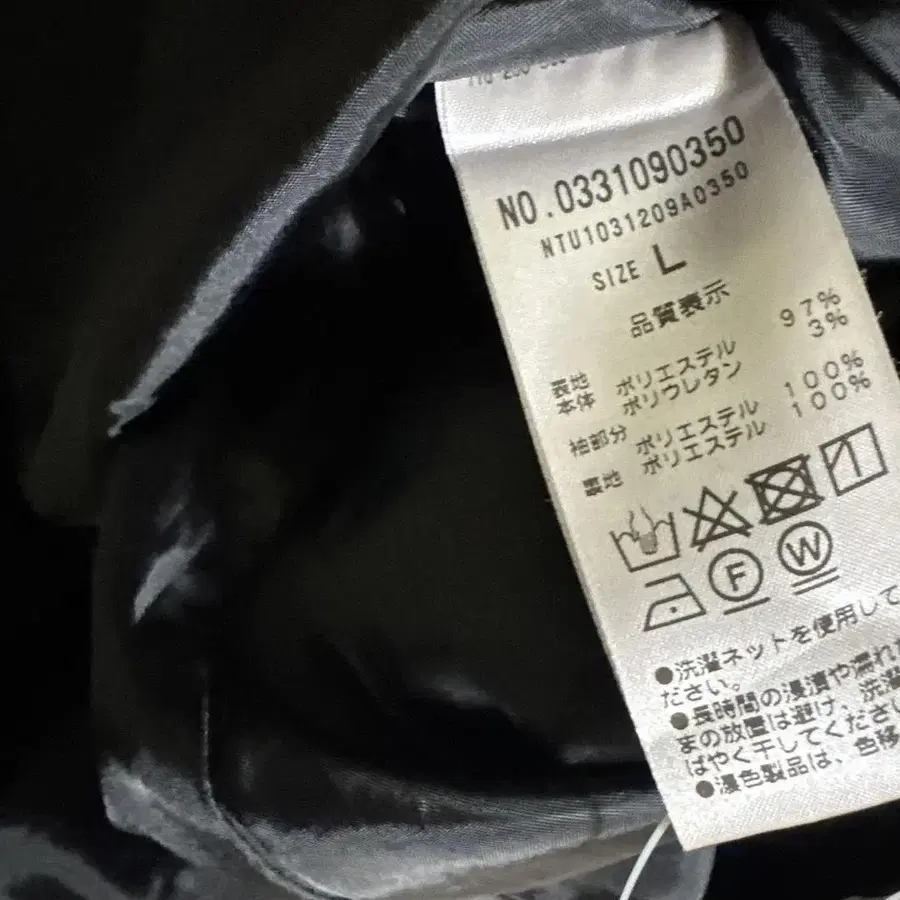 NO.0331090350
NTU1031209A0350
SIZE L
品質表示
表地 ポリエステル 97%
本体 ポリウレタン 3%
袖部分 ポリエステル 100%
裏地 ポリエステル 100%
F W
●洗濯ネットを使用して
ださい。
●長時間の浸漬や濡れた
まの放置は避け、洗濯
ばやく干してください
●濃色製品は、色移